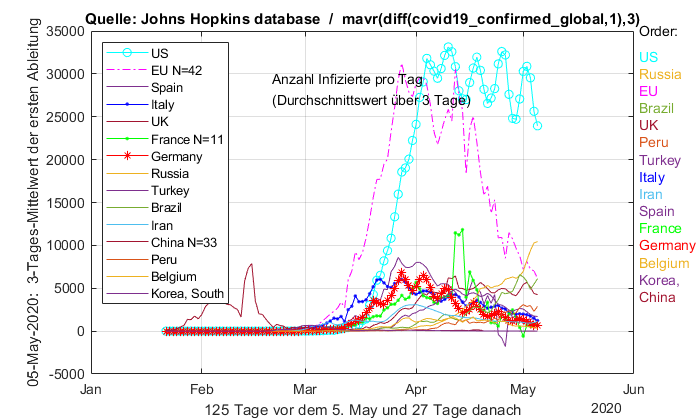 Quelle: Johns Hopkins database / mavr(diff(covid19_confirmed_global,1),3)
Order:
35000
30000
25000
20000
15000
10000
5000
0
-5000
05-May-2020: 3-Tages-Mittelwert der ersten Ableitung
US
EU N=42
Spain
Italy
UK
France N=11
Germany
Russia
Turkey
Brazil
Iran
China N=33
Peru
Belgium
Korea, South
Anzahl Infizierte pro Tag
(Durchschnittswert über 3 Tage)
US
Russia
EU
Brazil
UK
Peru
Turkey
Italy
Iran
Spain
France
Germany
Belgium
Korea,
China
Jan
Feb
Mar
Apr
May
Jun
2020
125 Tage vor dem 5. May und 27 Tage danach